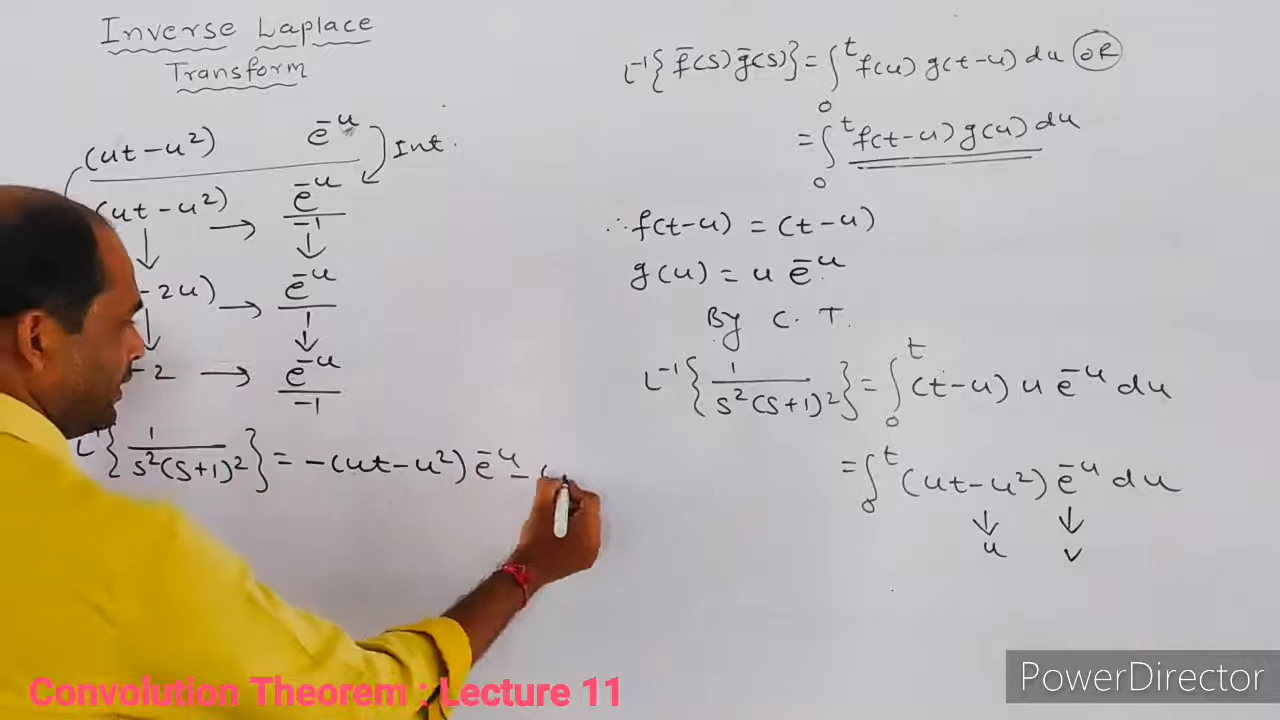 Inverse Laplace
Transform
(ut-u²) e⁻ᵘ Int.
(ut-u²) → e⁻ᵘ/-1
-2u) → e⁻ᵘ/1
-2 → e⁻ᵘ/-1
L⁻¹{1/s²(s+1)²} = -(ut-u²)e⁻ᵘ - (
L⁻¹{f̄(s)ḡ(s)} = ∫₀ᵗ f(u) g(t-u) du OR
= ∫₀ᵗ f(t-u) g(u) du
∴ f(t-u) = (t-u)
g(u) = u e⁻ᵘ
By C. T.
L⁻¹{1/s²(s+1)²} = ∫₀ᵗ (t-u) u e⁻ᵘ du
= ∫₀ᵗ (ut-u²) e⁻ᵘ du
↓ ↓
u v
Convolution Theorem : Lecture 11
PowerDirector